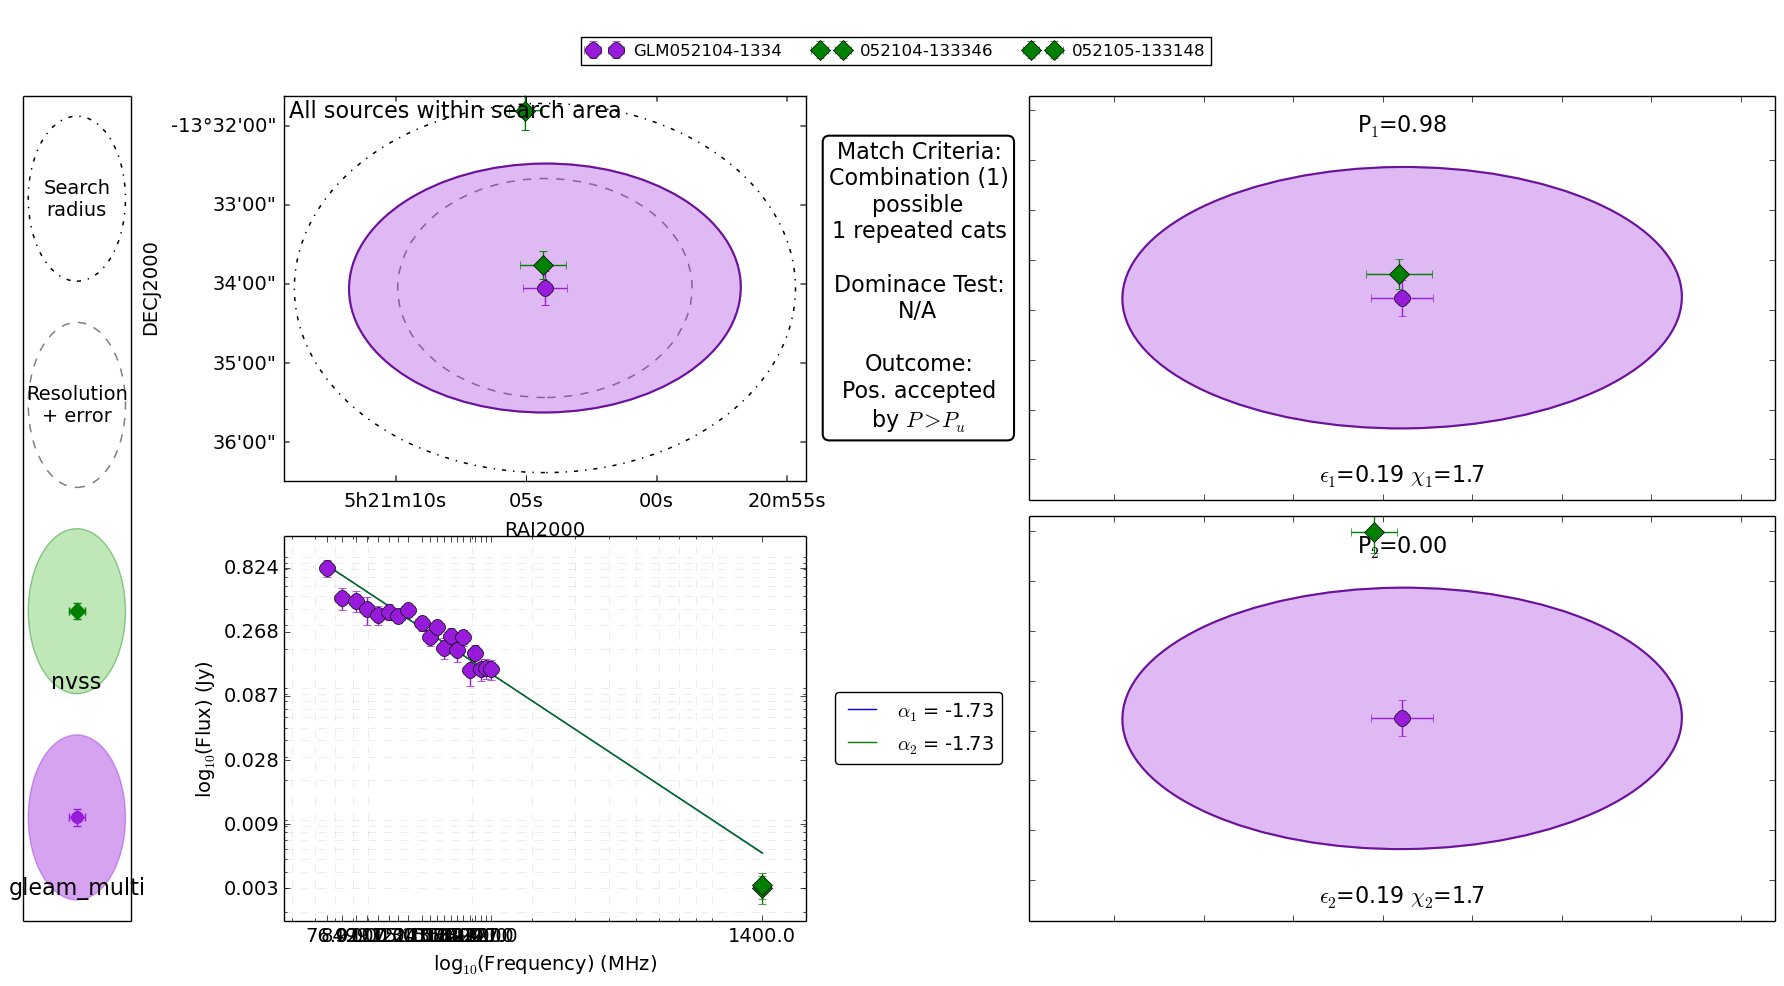 GLM052104-1334 052104-133346 052105-133148
Search
radius
Resolution
+ error
nvss
gleam_multi
All sources within search area
DECJ2000
-13°32'00"
33'00"
34'00"
35'00"
36'00"
5h21m10s 05s 00s 20m55s
RAJ2000
Match Criteria:
Combination (1)
possible
1 repeated cats
Dominace Test:
N/A
Outcome:
Pos. accepted
by P>Pu
P1=0.98
ϵ1=0.19 χ1=1.7
P2=0.00
ϵ2=0.19 χ2=1.7
log10(Flux) (Jy)
0.824
0.268
0.087
0.028
0.009
0.003
1400.0
log10(Frequency) (MHz)
α1 = -1.73
α2 = -1.73